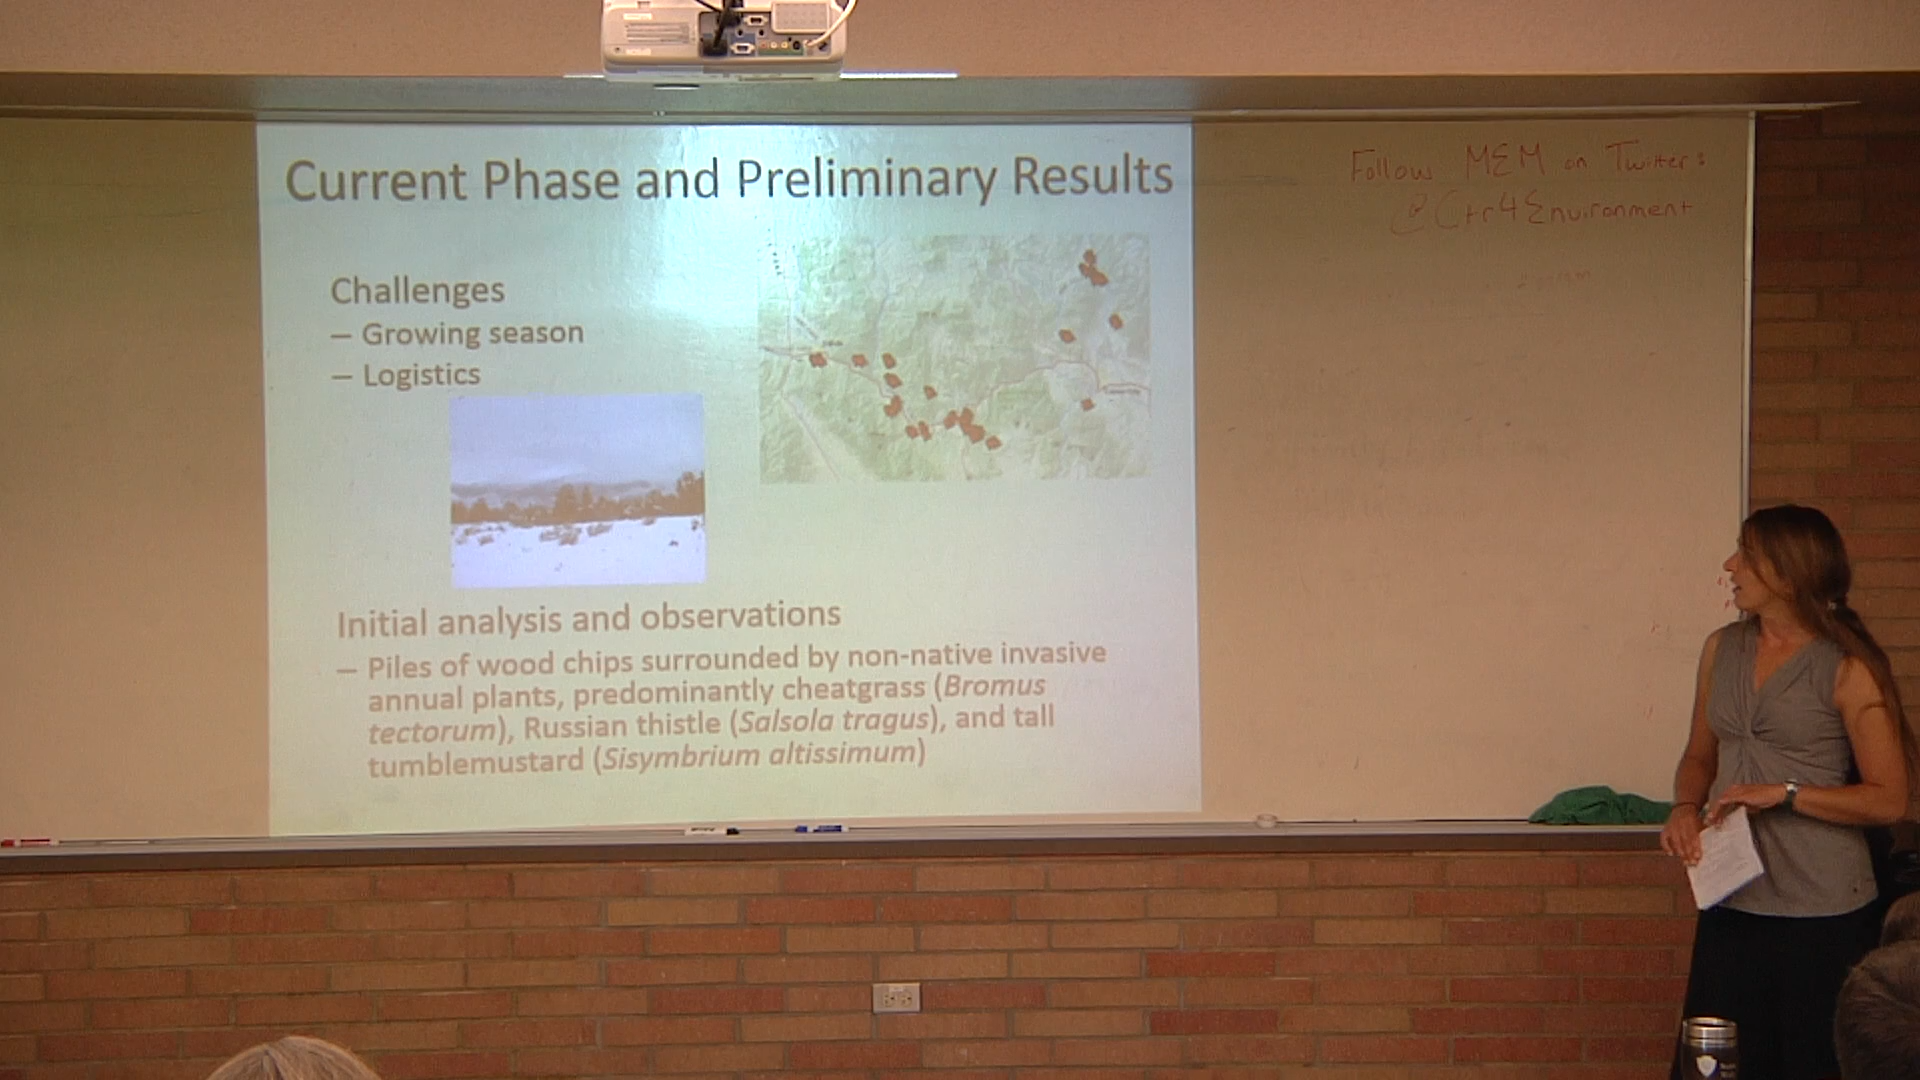 Current Phase and Preliminary Results
Follow MEM on Twitter:
@Ctr4Environment
Challenges
– Growing season
– Logistics
Initial analysis and observations
– Piles of wood chips surrounded by non-native invasive
annual plants, predominantly cheatgrass (Bromus
tectorum), Russian thistle (Salsola tragus), and tall
tumblemustard (Sisymbrium altissimum)